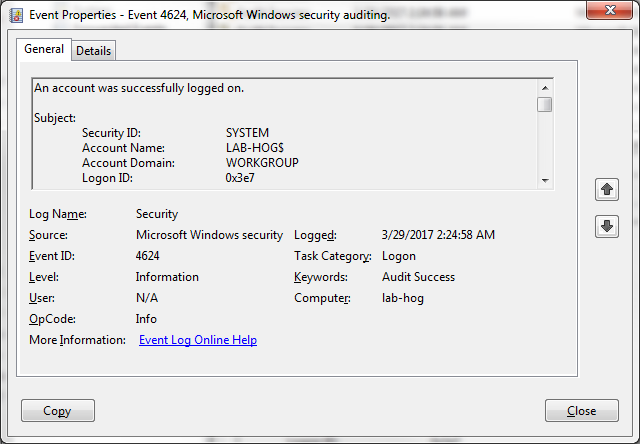 Event Properties - Event 4624, Microsoft Windows security auditing.
General Details
An account was successfully logged on.
Subject:
Security ID: SYSTEM
Account Name: LAB-HOG$
Account Domain: WORKGROUP
Logon ID: 0x3e7
Log Name: Security
Source: Microsoft Windows security Logged: 3/29/2017 2:24:58 AM
Event ID: 4624 Task Category: Logon
Level: Information Keywords: Audit Success
User: N/A Computer: lab-hog
OpCode: Info
More Information: Event Log Online Help
Copy Close